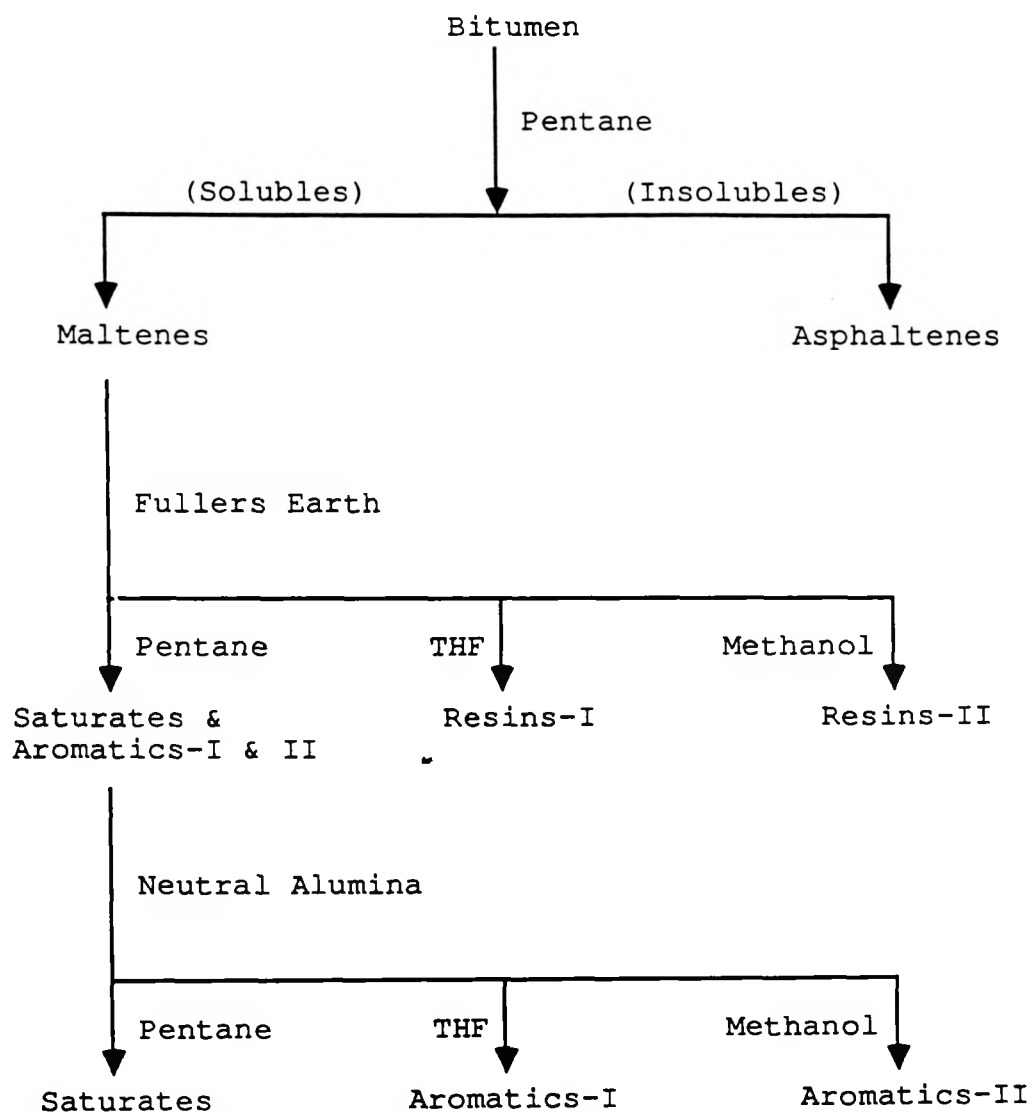 Bitumen
Pentane
(Solubles) (Insolubles)
Maltenes Asphaltenes
Fullers Earth
Pentane THF Methanol
Saturates & Resins-I Resins-II
Aromatics-I & II
Neutral Alumina
Pentane THF Methanol
Saturates Aromatics-I Aromatics-II